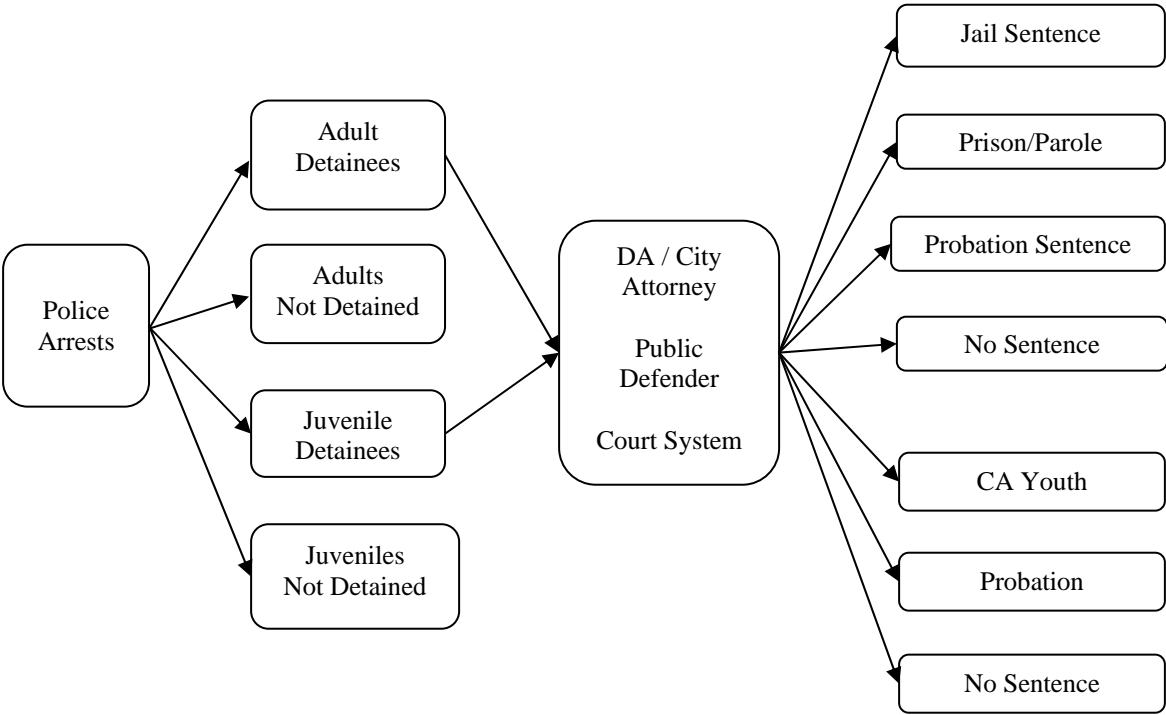 Police
Arrests
Adult
Detainees
Adults
Not Detained
Juvenile
Detainees
Juveniles
Not Detained
DA / City
Attorney
Public
Defender
Court System
Jail Sentence
Prison/Parole
Probation Sentence
No Sentence
CA Youth
Probation
No Sentence